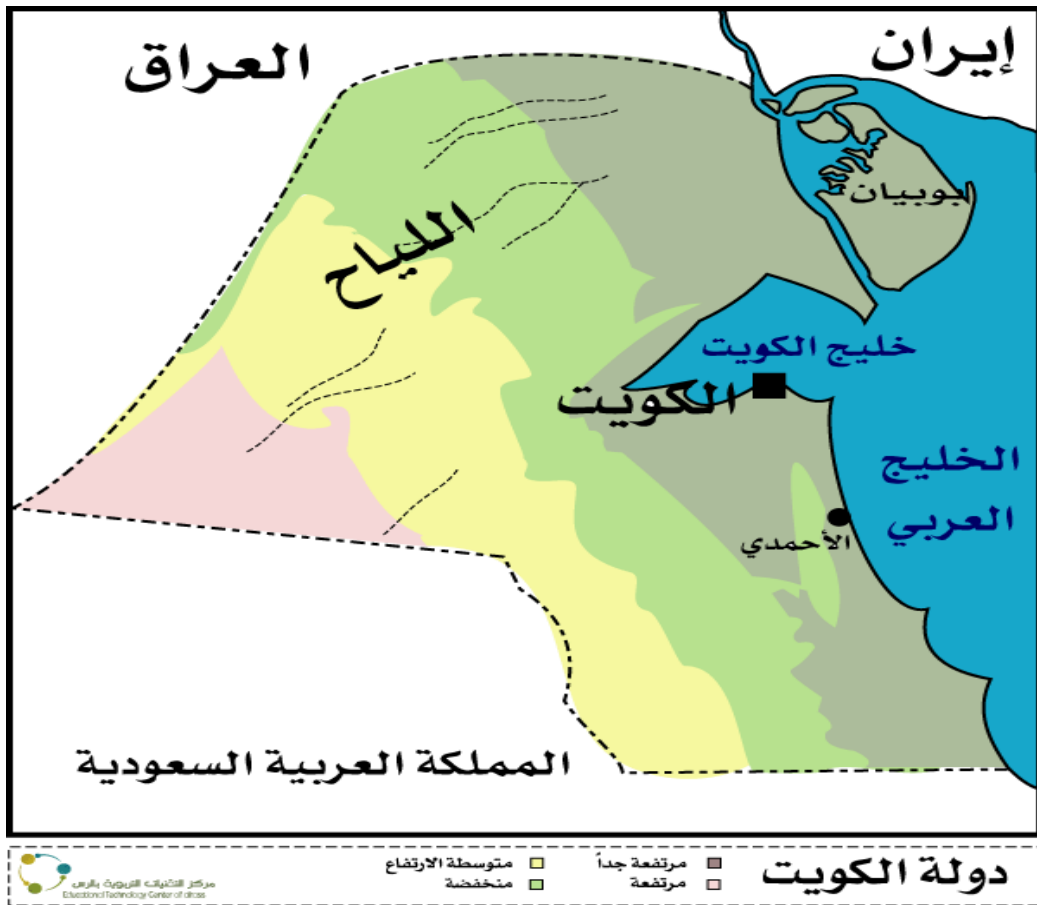 إيران
العراق
بوبيان
اللياح
خليج الكويت
الكويت
الخليج
العربي
الأحمدي
المملكة العربية السعودية
دولة الكويت
مرتفعة جداً
مرتفعة
متوسطة الارتفاع
منخفضة
مركز التقنيات التربوية بالرس
Educational Technology Center of alrass